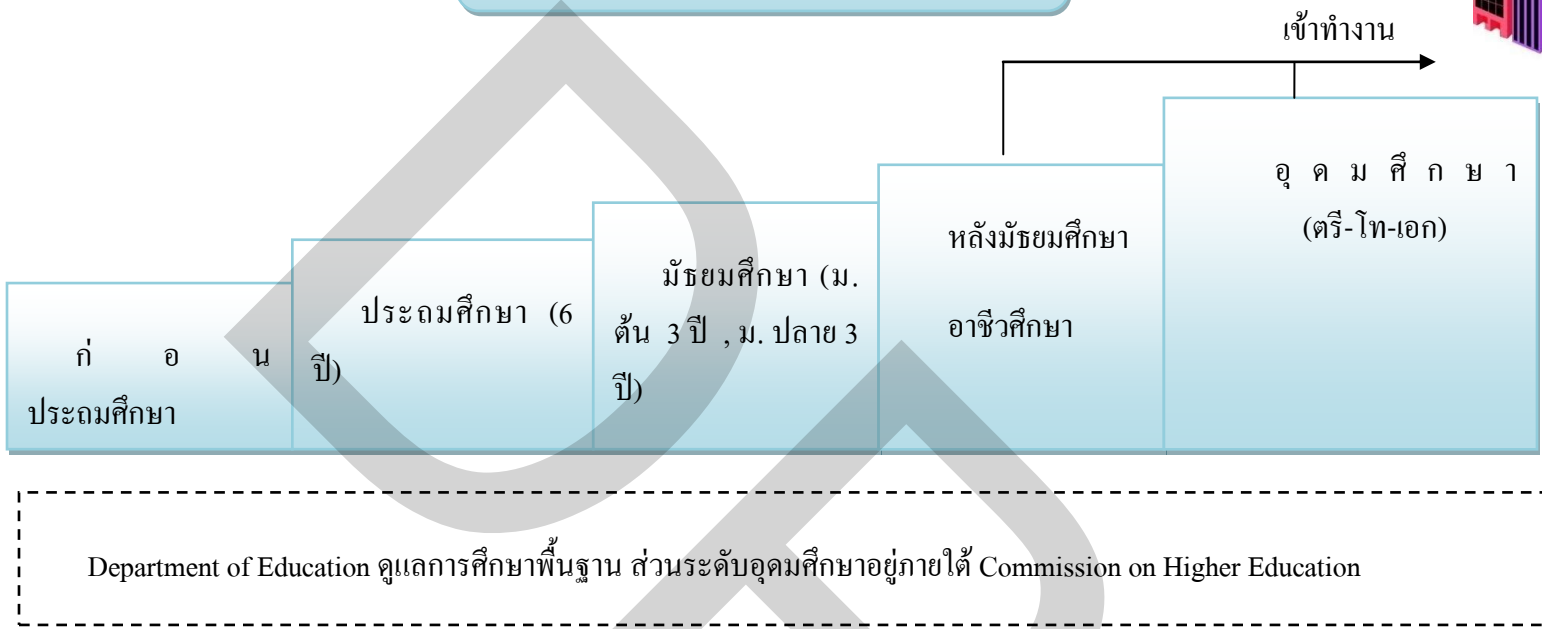 เข้าทำงาน
อุดมศึกษา
(ตรี-โท-เอก)
หลังมัธยมศึกษา
อาชีวศึกษา
มัธยมศึกษา (ม.
ต้น 3 ปี , ม. ปลาย 3
ปี)
ประถมศึกษา (6
ปี)
ก่อน
ประถมศึกษา
Department of Education ดูแลการศึกษาพื้นฐาน ส่วนระดับอุดมศึกษาอยู่ภายใต้ Commission on Higher Education